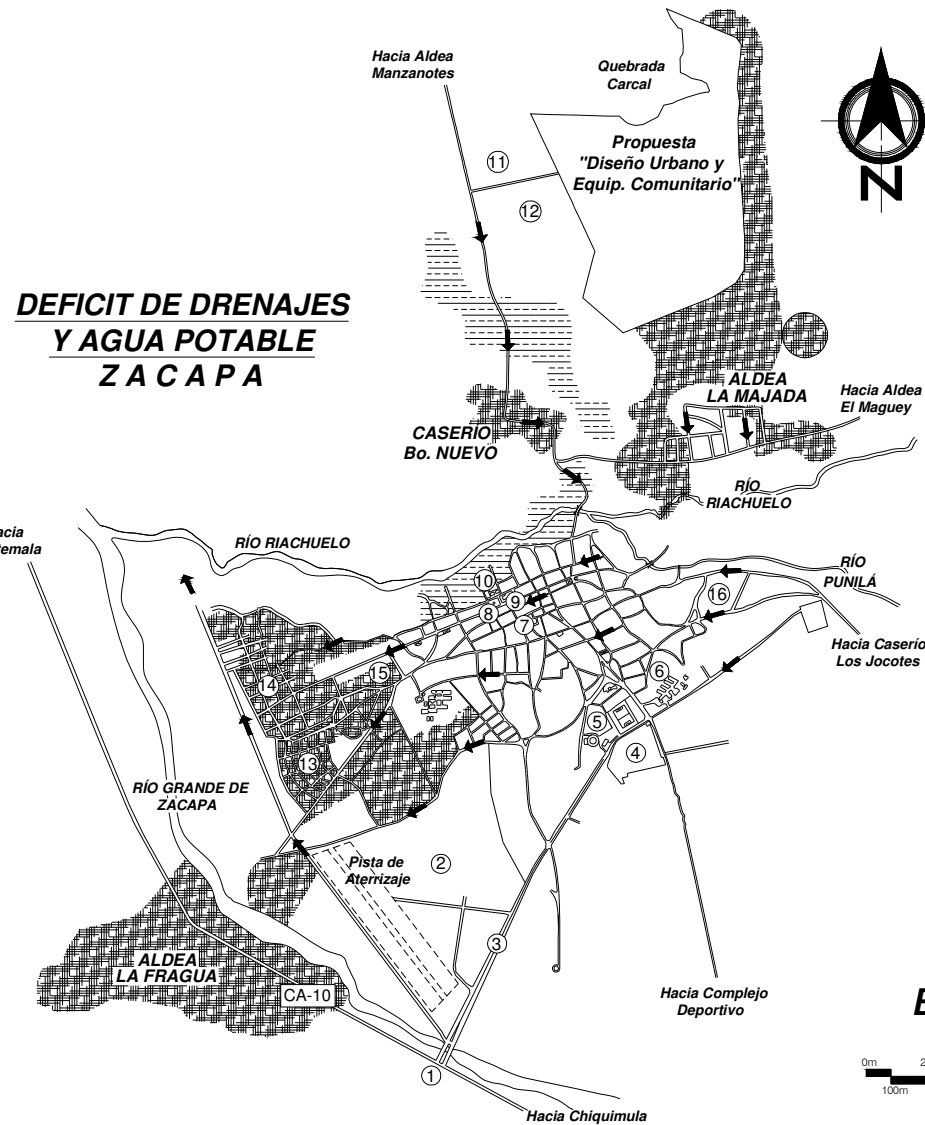 Hacia Aldea
Manzanotes
Quebrada
Carcal
Propuesta
"Diseño Urbano y
Equip. Comunitario"
N
11
12
DEFICIT DE DRENAJES
Y AGUA POTABLE
Z A C A P A
ALDEA
LA MAJADA
Hacia Aldea
El Maguey
CASERIO
Bo. NUEVO
RÍO
RIACHUELO
RÍO RIACHUELO
RÍO
PUNILÁ
10
9
8
7
16
Hacia Caserío
Los Jocotes
6
15
14
5
4
13
RÍO GRANDE DE
ZACAPA
Pista de
Aterrizaje
2
3
ALDEA
LA FRAGUA
CA-10
Hacia Complejo
Deportivo
0m
100m
1
Hacia Chiquimula